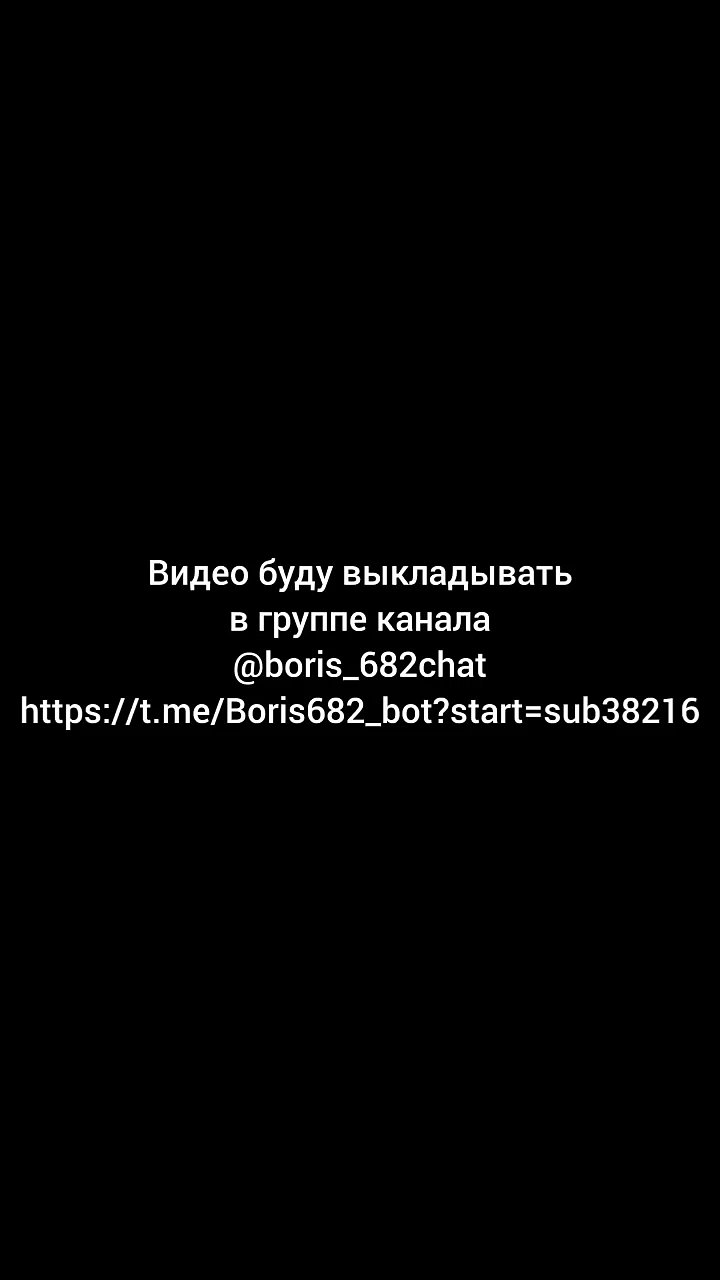 Видео буду выкладывать
в группе канала
@boris_682chat
https://t.me/Boris682_bot?start=sub38216